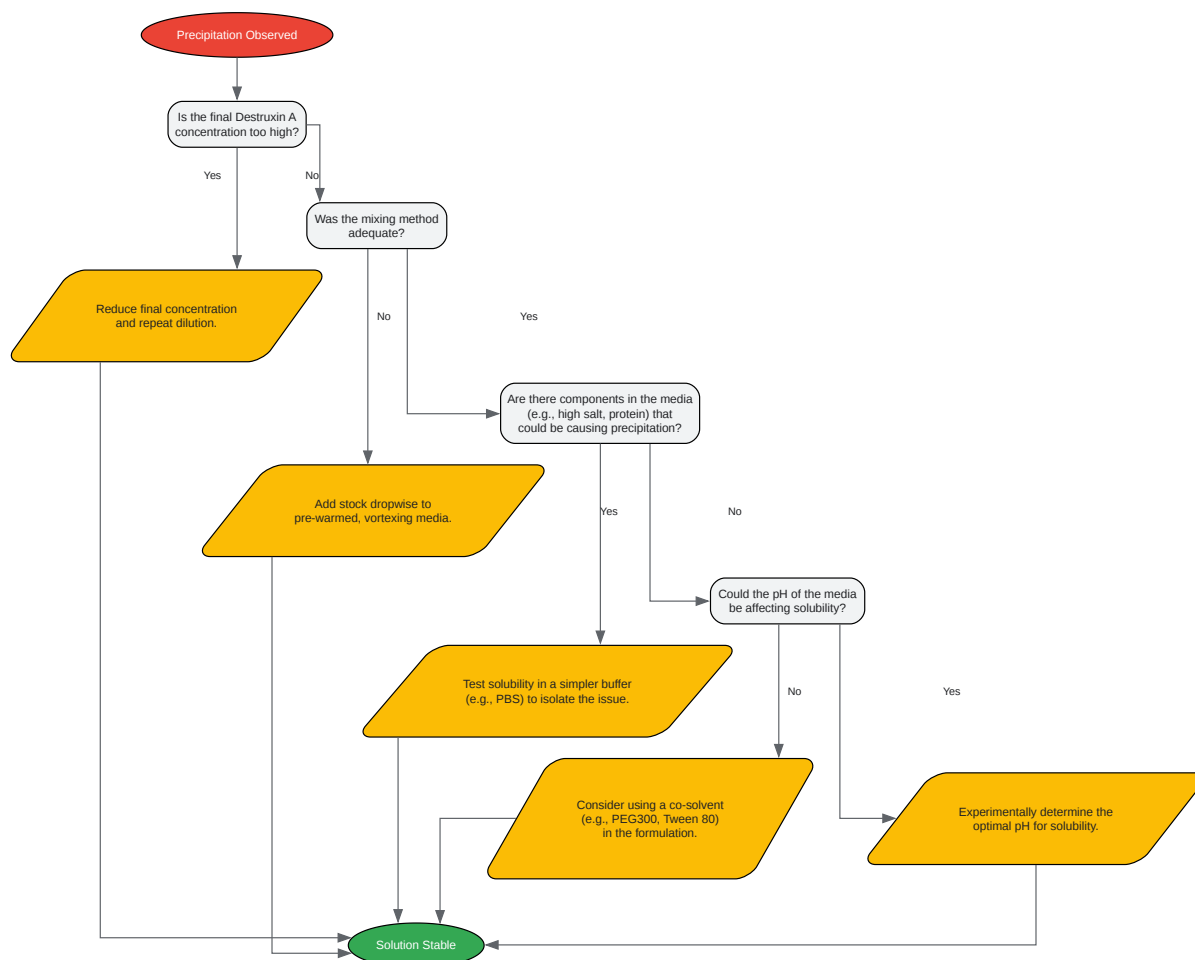 Precipitation Observed
Is the final Destruxin A
concentration too high?
Yes
No
Was the mixing method
adequate?
Reduce final concentration
and repeat dilution.
No
Yes
Are there components in the media
(e.g., high salt, protein) that
could be causing precipitation?
Add stock dropwise to
pre-warmed, vortexing media.
Yes
No
Could the pH of the media
be affecting solubility?
Test solubility in a simpler buffer
(e.g., PBS) to isolate the issue.
No
Yes
Consider using a co-solvent
(e.g., PEG300, Tween 80)
in the formulation.
Experimentally determine the
optimal pH for solubility.
Solution Stable